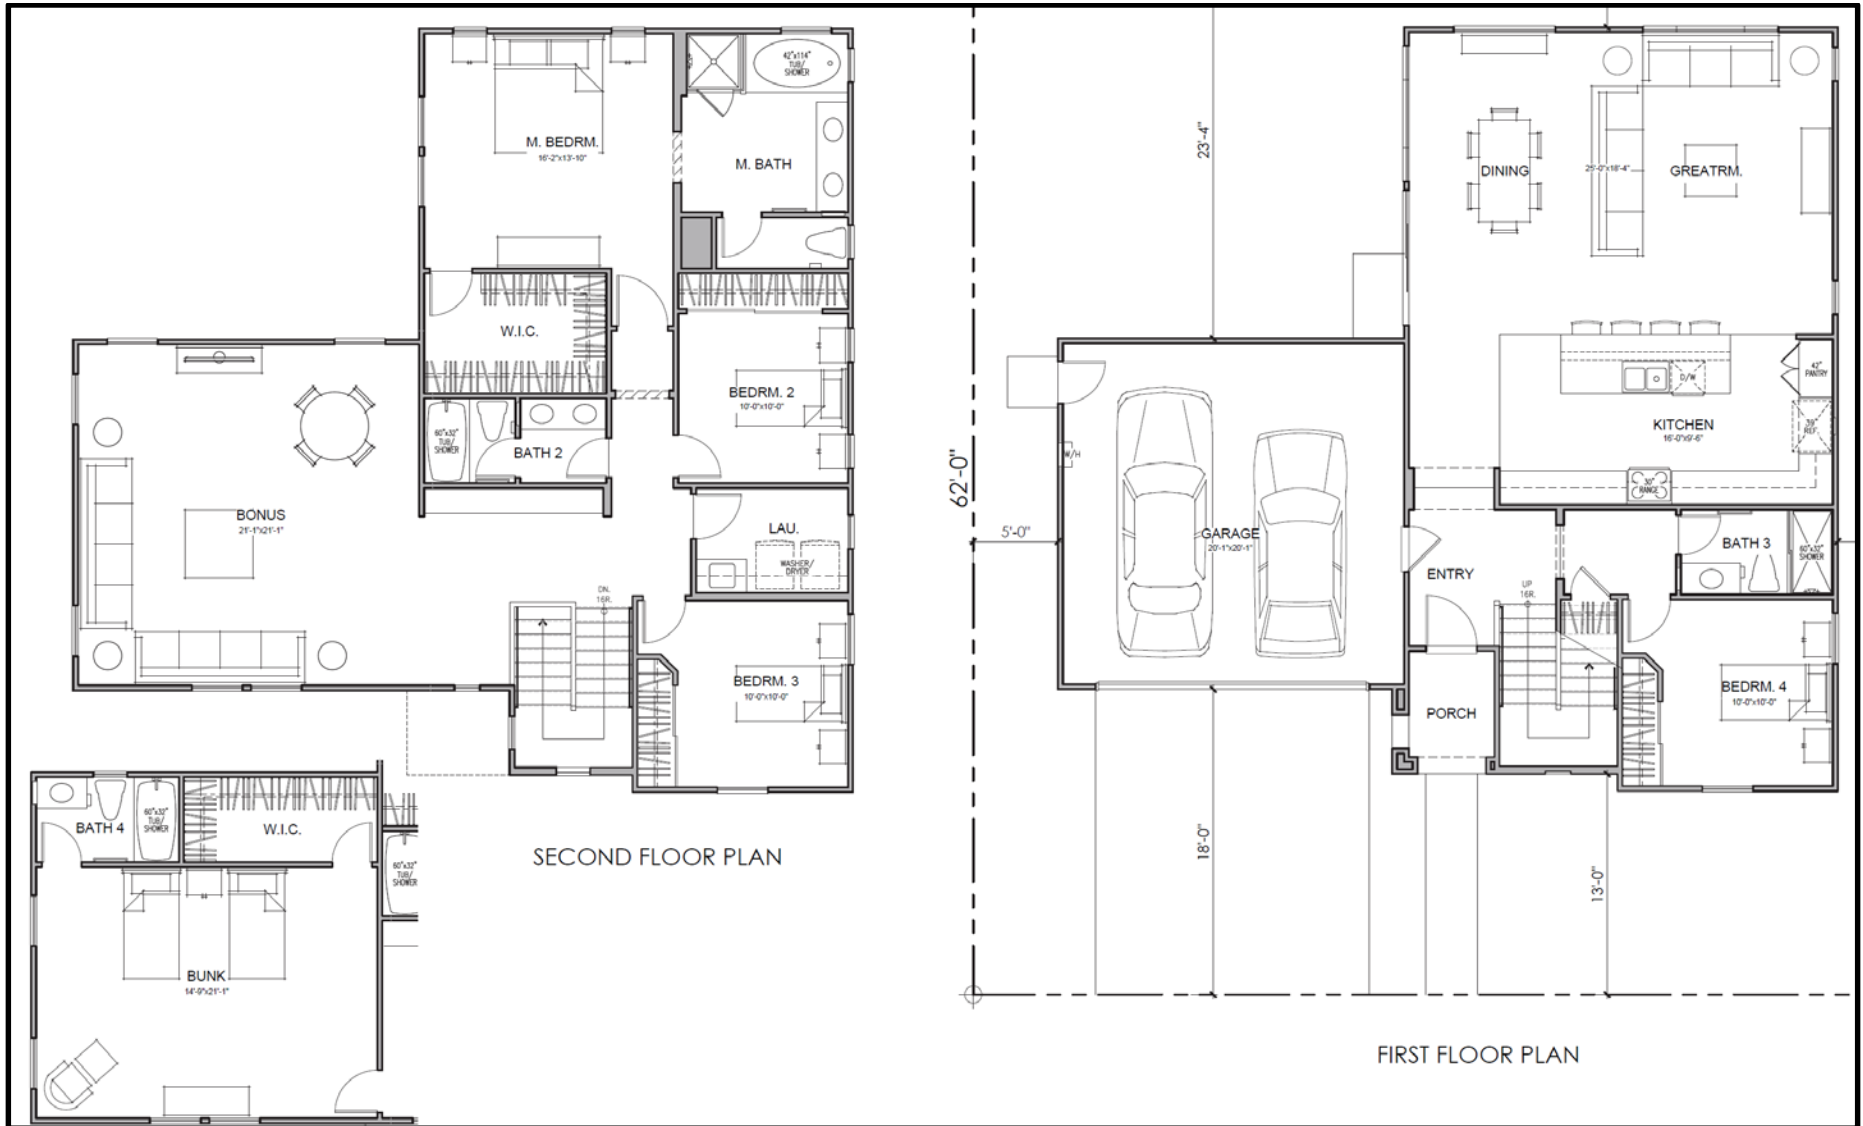 42"x114"
TUB/
SHOWER
M. BEDRM.
16'-2"x13'-10"
M. BATH
W.I.C.
BEDRM. 2
10'-0"x10'-0"
60"x32"
TUB/
SHOWER
BATH 2
BONUS
21'-1"x21'-1"
LAU.
WASHER/
DRYER
DN.
16R.
BEDRM. 3
10'-0"x10'-0"
BATH 4
60"x32"
TUB/
SHOWER
W.I.C.
60"x32"
TUB/
SHOWER
BUNK
14'-9"x21'-1"
SECOND FLOOR PLAN
23'-4"
DINING
25'-0"x18'-4"
GREATRM.
D/W
42"
PANTRY
KITCHEN
16'-0"x9'-6"
39"
REF.
30"
RANGE
W/H
62'-0"
5'-0"
GARAGE
20'-1"x20'-1"
ENTRY
UP
16R.
BATH 3
60"x32"
SHOWER
BEDRM. 4
10'-0"x10'-0"
PORCH
18'-0"
13'-0"
FIRST FLOOR PLAN